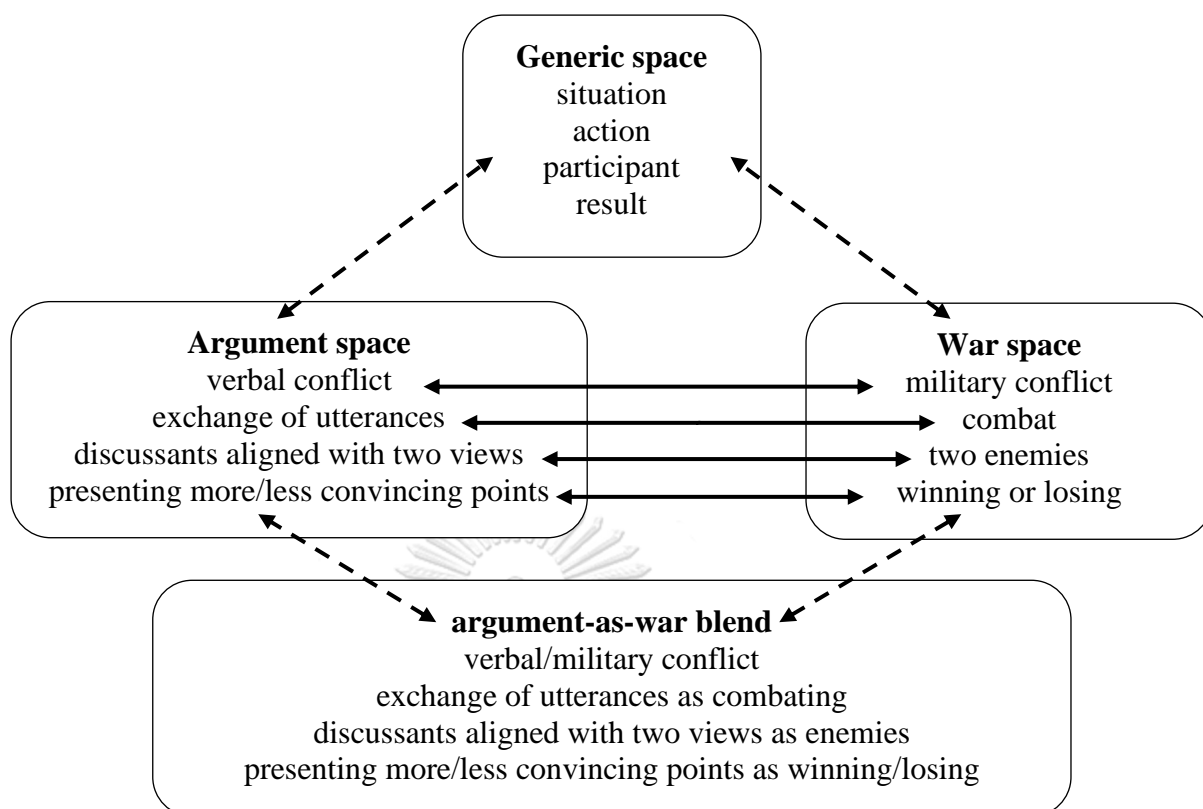 Generic space
situation
action
participant
result
Argument space
verbal conflict
exchange of utterances
discussants aligned with two views
presenting more/less convincing points
War space
military conflict
combat
two enemies
winning or losing
argument-as-war blend
verbal/military conflict
exchange of utterances as combating
discussants aligned with two views as enemies
presenting more/less convincing points as winning/losing